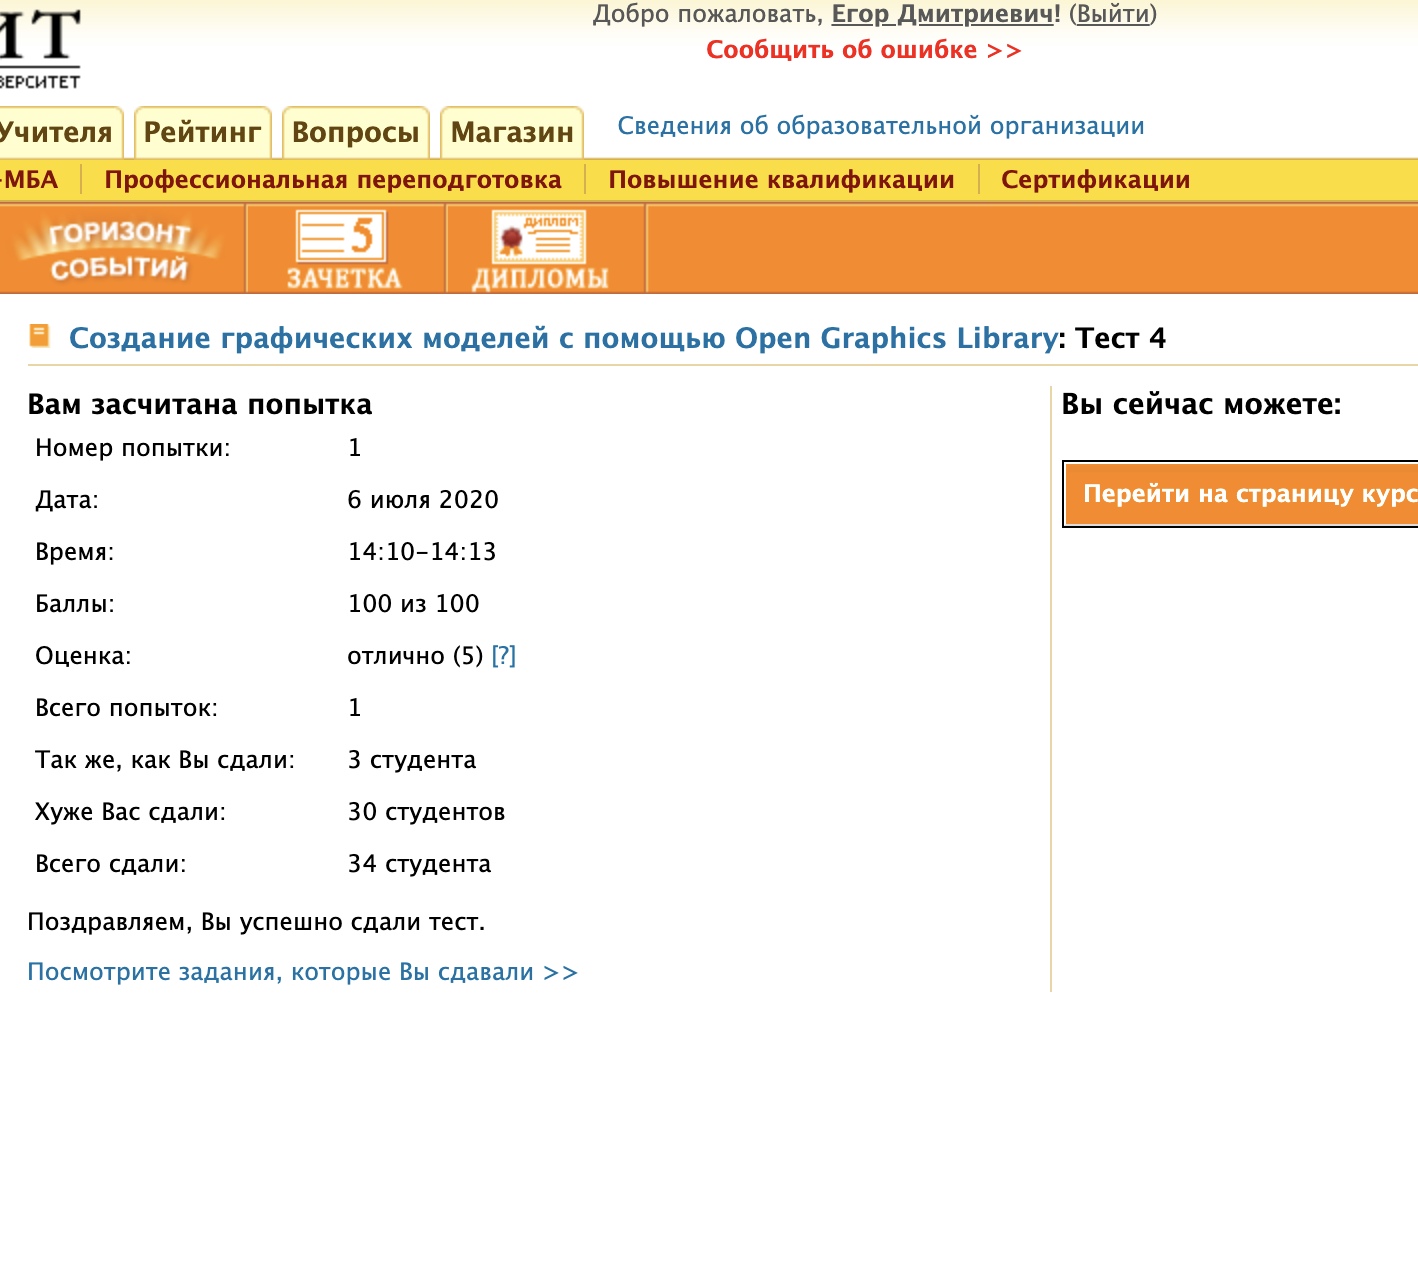 ИТ
Добро пожаловать, Егор Дмитриевич! (Выйти)
Сообщить об ошибке >>
ВЕРСИТЕТ
Учителя Рейтинг Вопросы Магазин Сведения об образовательной организации
-МБА Профессиональная переподготовка Повышение квалификации Сертификации
ГОРИЗОНТ СОБЫТИЙ
5 ЗАЧЕТКА
ДИПЛОМ ДИПЛОМЫ
Создание графических моделей с помощью Open Graphics Library: Тест 4
Вам засчитана попытка
Номер попытки: 1
Дата: 6 июля 2020
Время: 14:10–14:13
Баллы: 100 из 100
Оценка: отлично (5) [?]
Всего попыток: 1
Так же, как Вы сдали: 3 студента
Хуже Вас сдали: 30 студентов
Всего сдали: 34 студента
Поздравляем, Вы успешно сдали тест.
Посмотрите задания, которые Вы сдавали >>
Вы сейчас можете:
Перейти на страницу курс